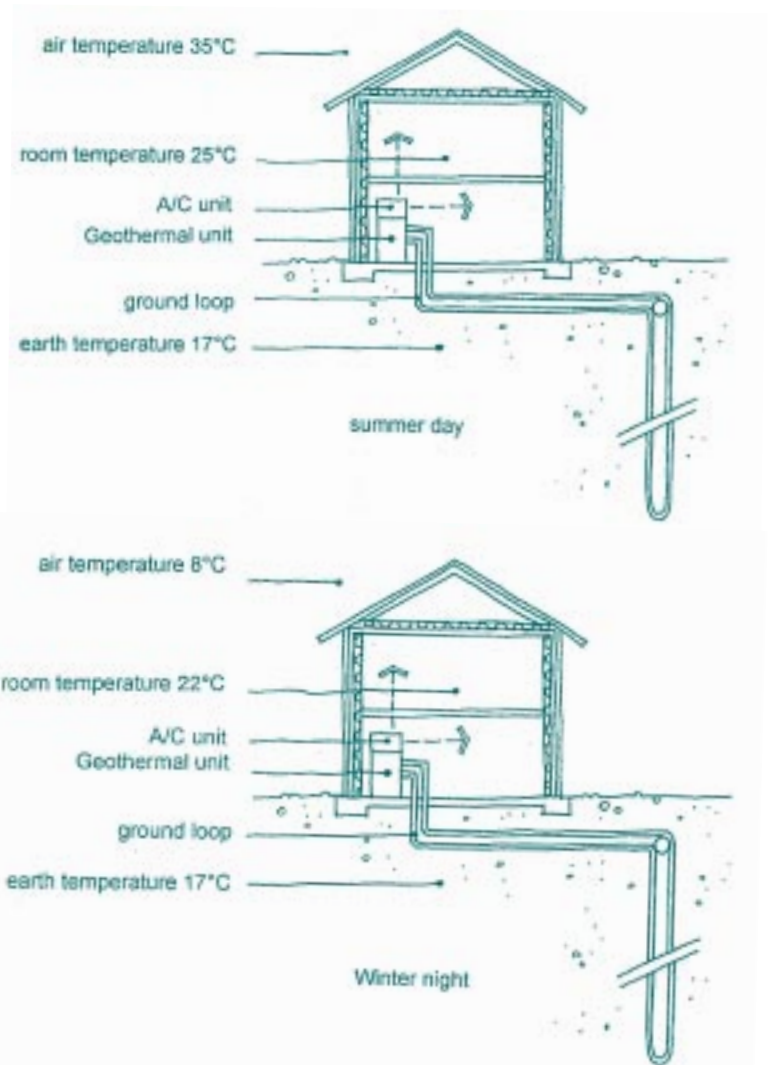 air temperature 35°C
room temperature 25°C
A/C unit
Geothermal unit
ground loop
earth temperature 17°C
summer day
air temperature 8°C
room temperature 22°C
A/C unit
Geothermal unit
ground loop
earth temperature 17°C
Winter night